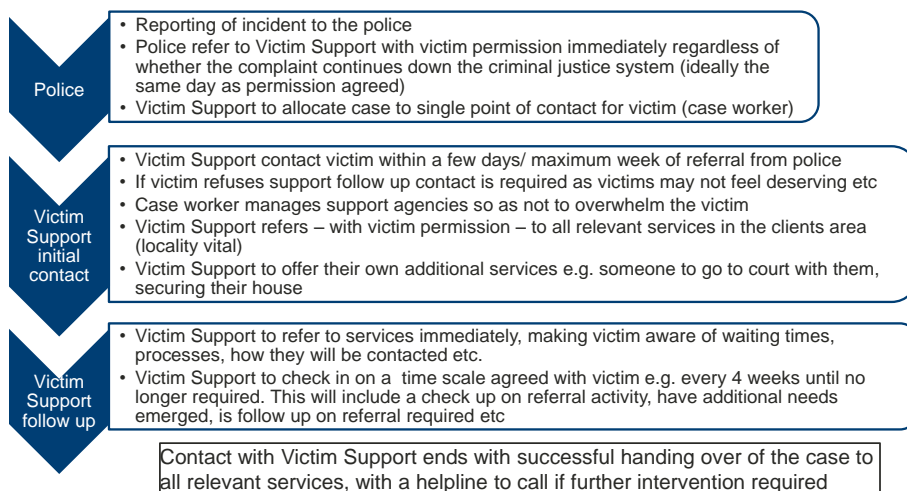 Police
• Reporting of incident to the police
• Police refer to Victim Support with victim permission immediately regardless of
whether the complaint continues down the criminal justice system (ideally the
same day as permission agreed)
• Victim Support to allocate case to single point of contact for victim (case worker)
Victim
Support
initial
contact
• Victim Support contact victim within a few days/ maximum week of referral from police
• If victim refuses support follow up contact is required as victims may not feel deserving etc
• Case worker manages support agencies so as not to overwhelm the victim
• Victim Support refers – with victim permission – to all relevant services in the clients area
(locality vital)
• Victim Support to offer their own additional services e.g. someone to go to court with them,
securing their house
Victim
Support
follow up
• Victim Support to refer to services immediately, making victim aware of waiting times,
processes, how they will be contacted etc.
• Victim Support to check in on a time scale agreed with victim e.g. every 4 weeks until no
longer required. This will include a check up on referral activity, have additional needs
emerged, is follow up on referral required etc
Contact with Victim Support ends with successful handing over of the case to
all relevant services, with a helpline to call if further intervention required